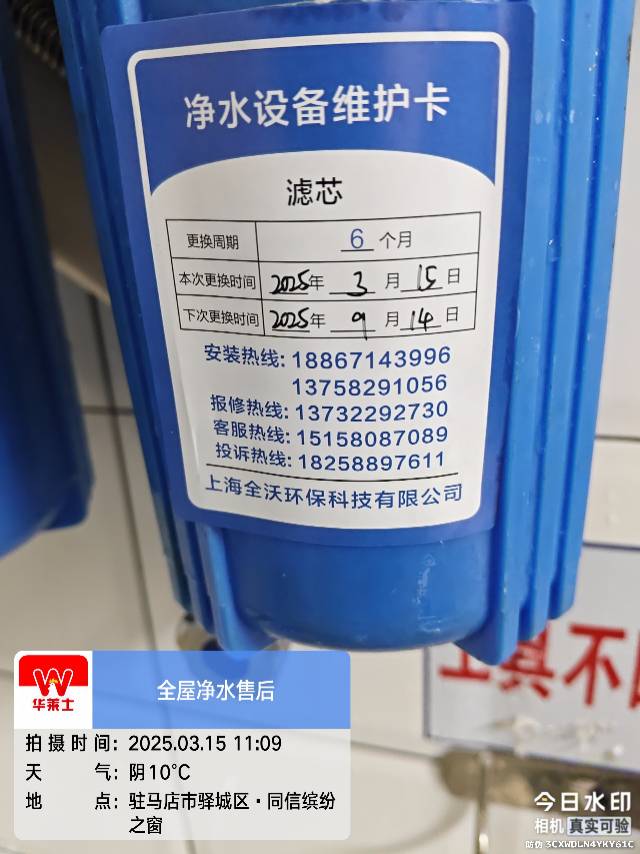 净水设备维护卡
滤芯
更换周期 6 个月
本次更换时间 2025年 3 月 15 日
下次更换时间 2025年 9 月 14 日
安装热线: 18867143996
13758291056
报修热线: 13732292730
客服热线: 15158087089
投诉热线: 18258897611
上海全沃环保科技有限公司
工具不
华莱士
全屋净水售后
拍摄时间: 2025.03.15 11:09
天气: 阴10°C
地点: 驻马店市驿城区·同信缤纷
之窗
今日水印
相机 真实可验
防伪 3CXWDLN4YKY61C